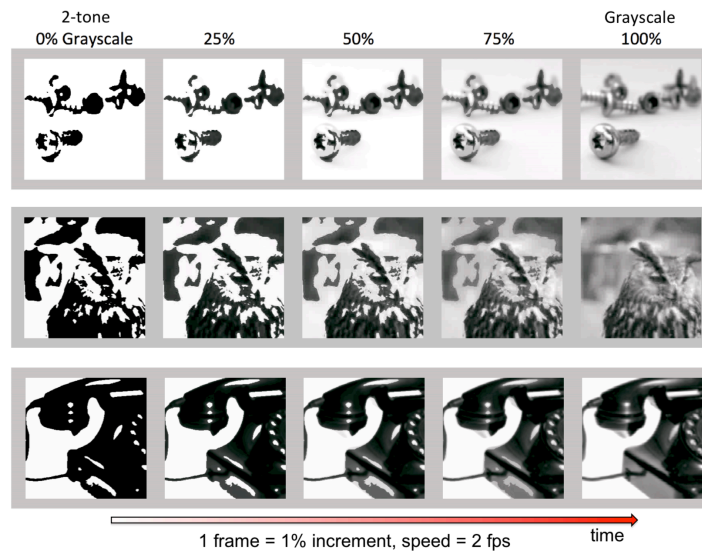 2-tone
0% Grayscale
25%
50%
75%
Grayscale
100%
time
1 frame = 1% increment, speed = 2 fps